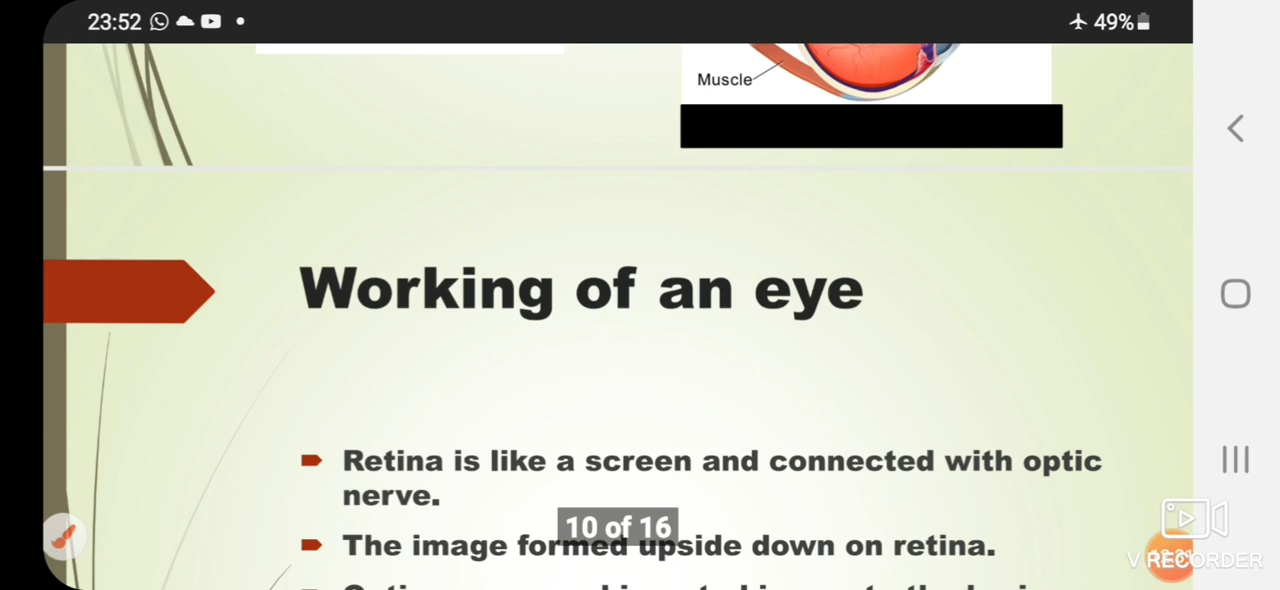 23:52
49%
Muscle
Working of an eye
Retina is like a screen and connected with optic
nerve.
10 of 16
The image formed upside down on retina.
V RECORDER